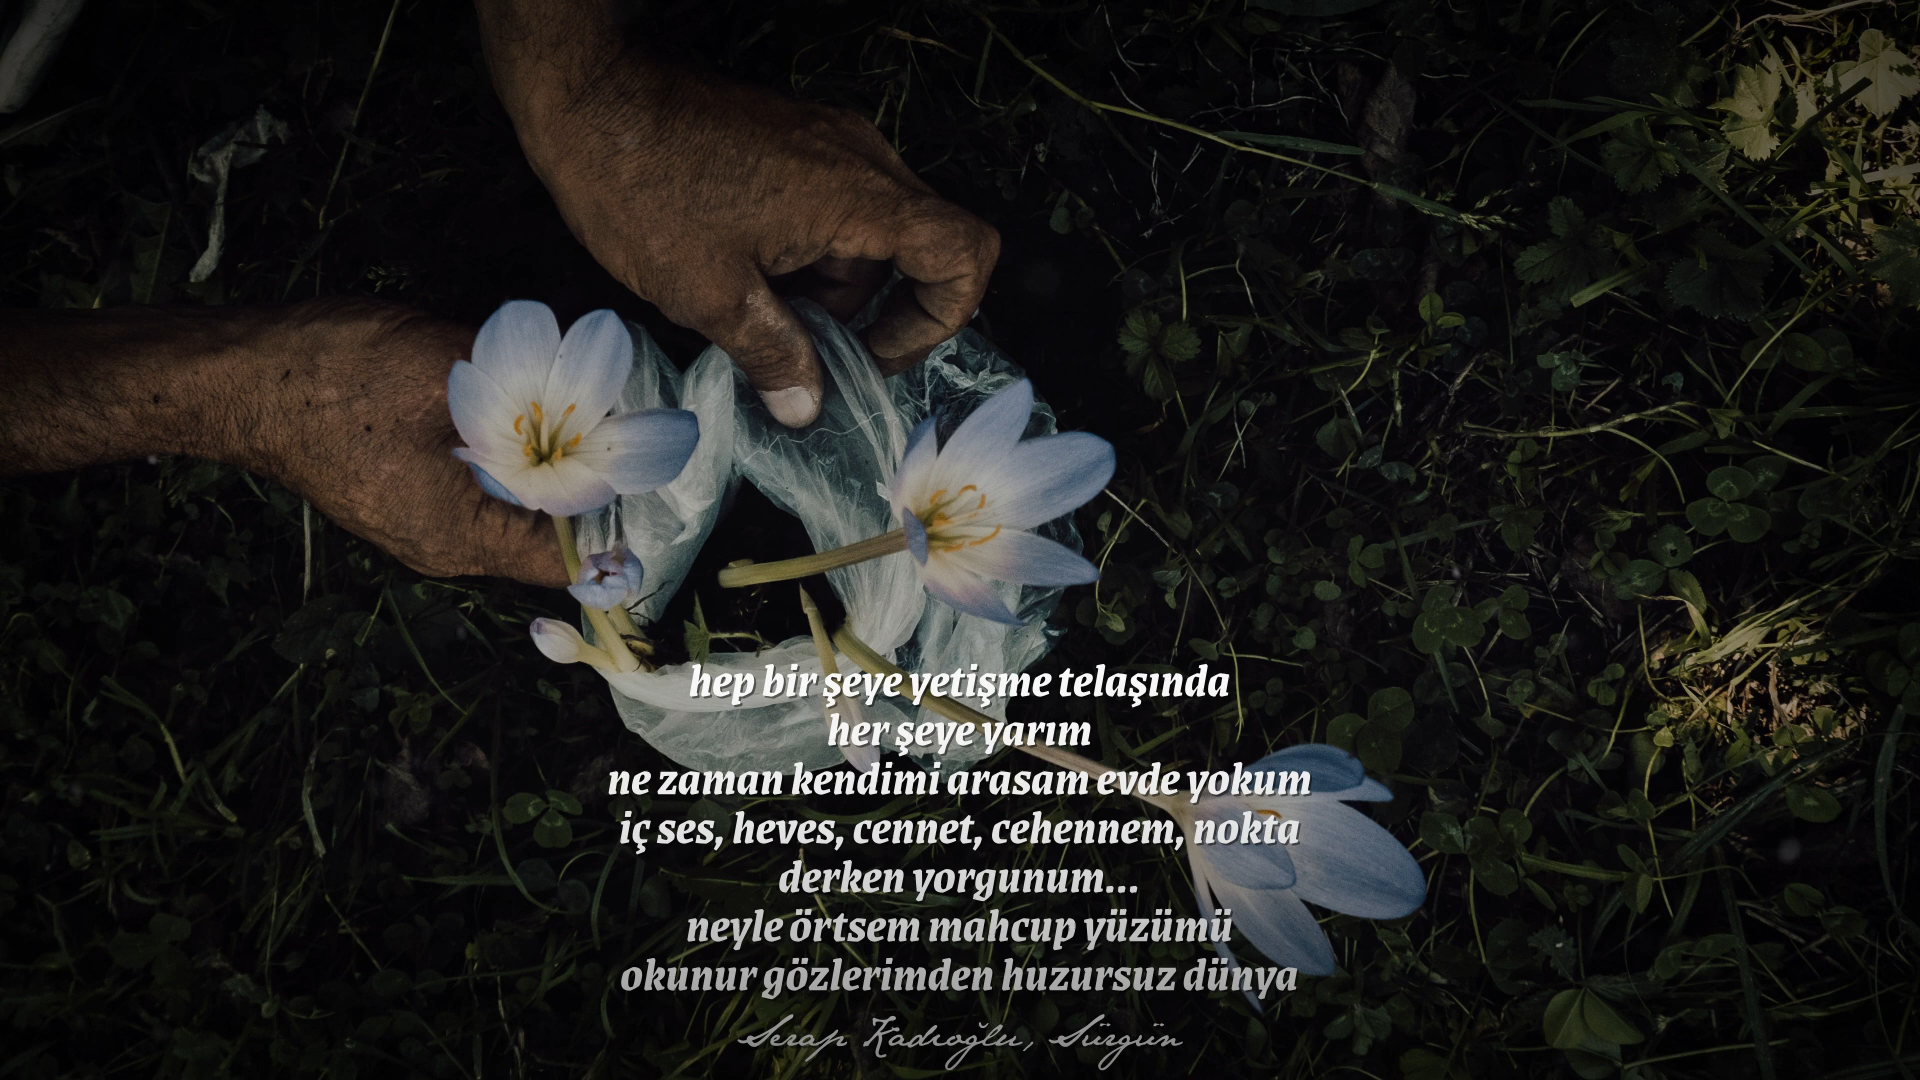 hep bir şeye yetişme telaşında
her şeye yarım
ne zaman kendimi arasam evde yokum
iç ses, heves, cennet, cehennem, nokta
derken yorgunum...
neyle örtsem mahcup yüzümü
okunur gözlerimden huzursuz dünya
Serap Kadıoğlu, Sürgün